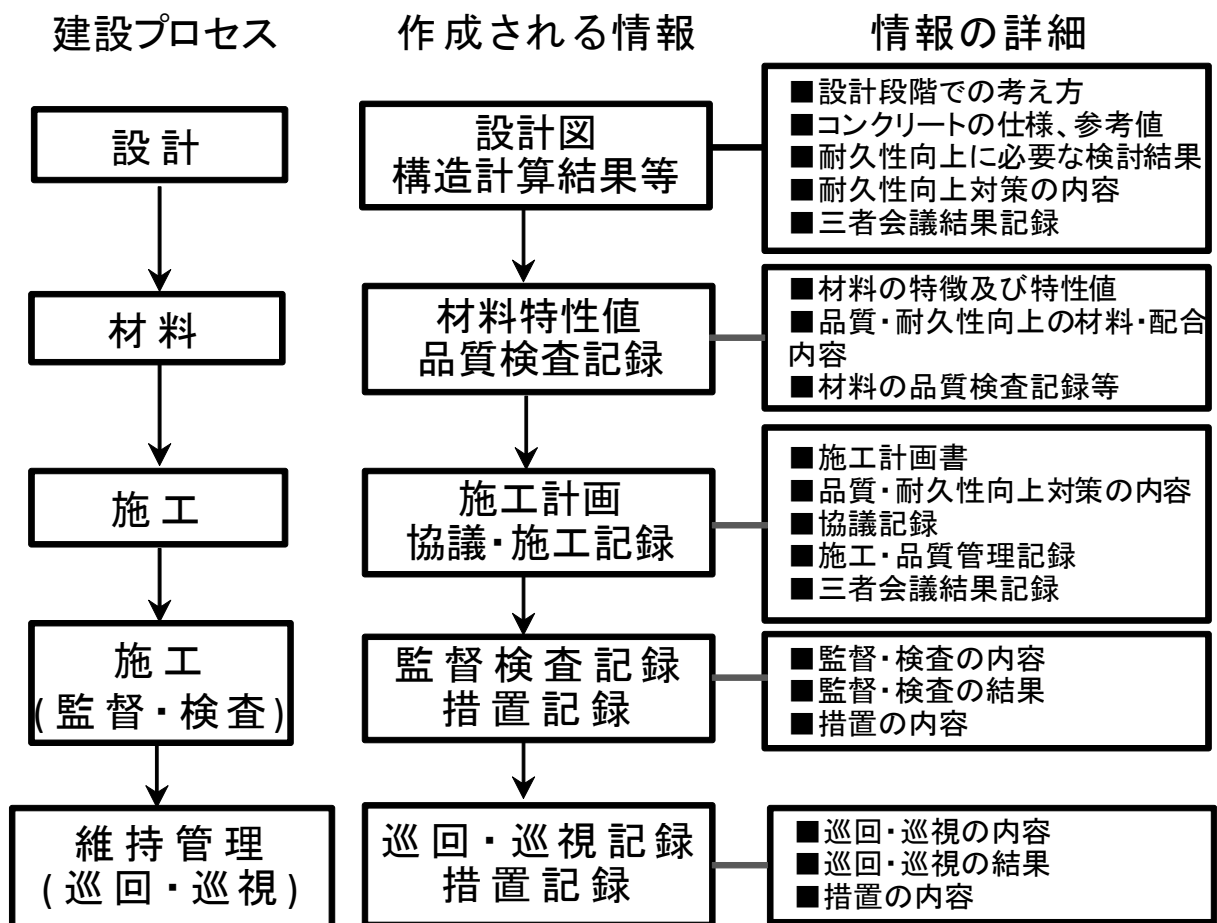 建設プロセス
作成される情報
情報の詳細
設計
設計図
構造計算結果等
■設計段階での考え方
■コンクリートの仕様、参考値
■耐久性向上に必要な検討結果
■耐久性向上対策の内容
■三者会議結果記録
材料
材料特性値
品質検査記録
■材料の特徴及び特性値
■品質・耐久性向上の材料・配合
内容
■材料の品質検査記録等
施工
施工計画
協議・施工記録
■施工計画書
■品質・耐久性向上対策の内容
■協議記録
■施工・品質管理記録
■三者会議結果記録
施工
(監督・検査)
監督検査記録
措置記録
■監督・検査の内容
■監督・検査の結果
■措置の内容
維持管理
(巡回・巡視)
巡回・巡視記録
措置記録
■巡回・巡視の内容
■巡回・巡視の結果
■措置の内容